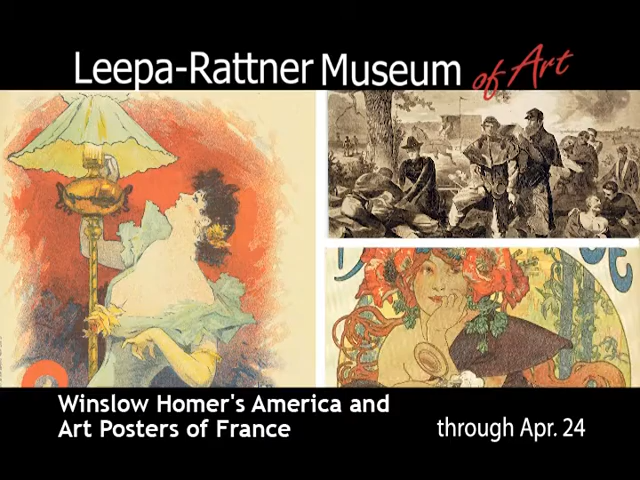 Leepa-Rattner Museum of Art
Winslow Homer's America and
Art Posters of France
through Apr. 24